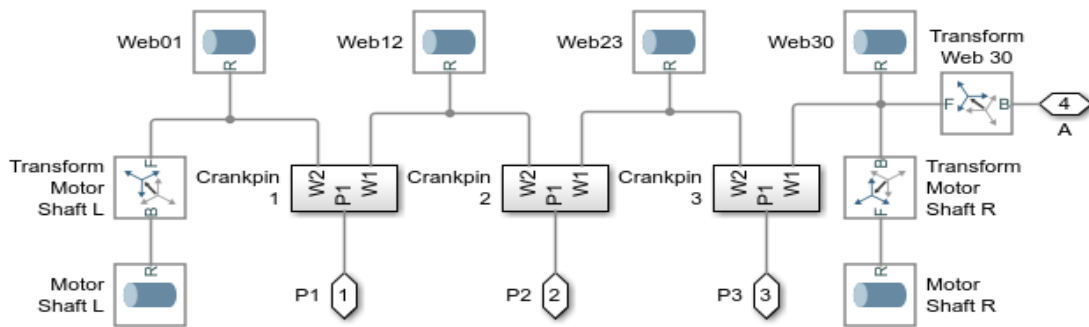 Web01
R
Web12
R
Web23
R
Web30
R
Transform
Web 30
F
B
4
A
F
Transform
Motor
Shaft L
B
Crankpin
1
W2
P1
W1
Crankpin
2
W2
P1
W1
Crankpin
3
W2
P1
W1
B
Transform
Motor
Shaft R
F
R
Motor
Shaft L
P1
1
P2
2
P3
3
R
Motor
Shaft R